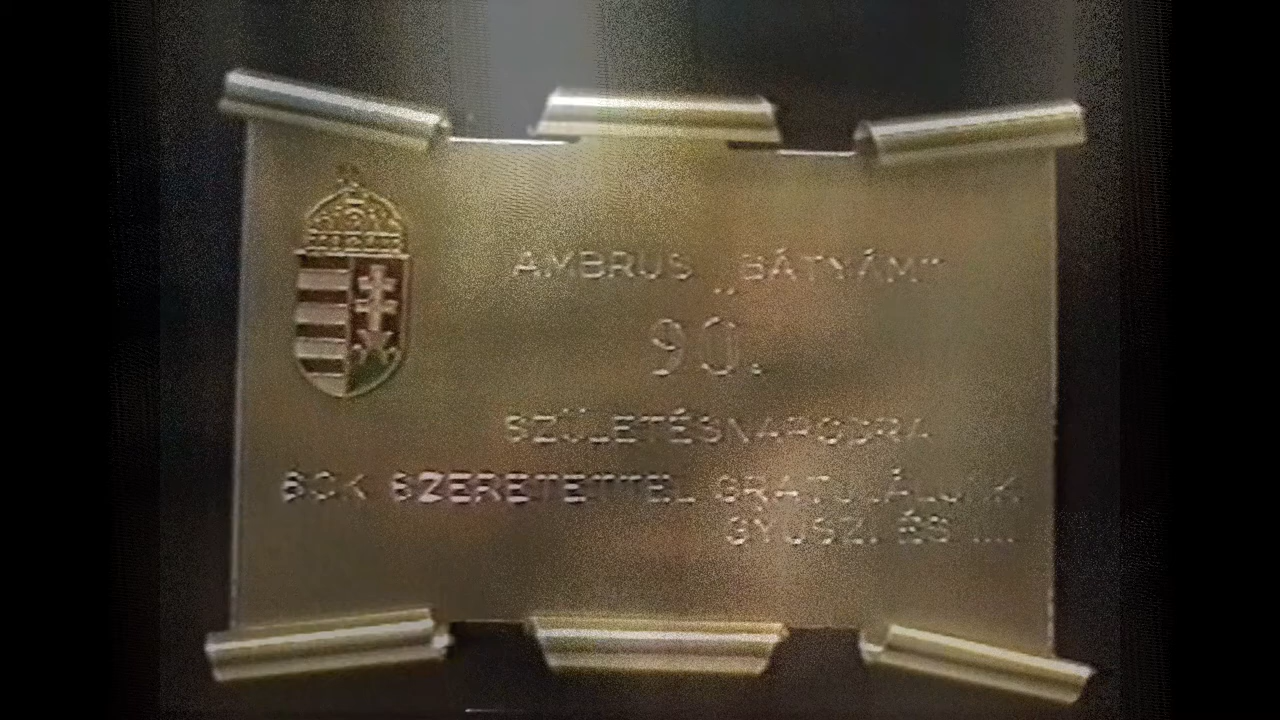 AMBRUS „BÁTYÁM"
90.
SZÜLETÉSNAPODRA
SOK SZERETETTEL GRATULÁLUNK
GYUSZI ÉS